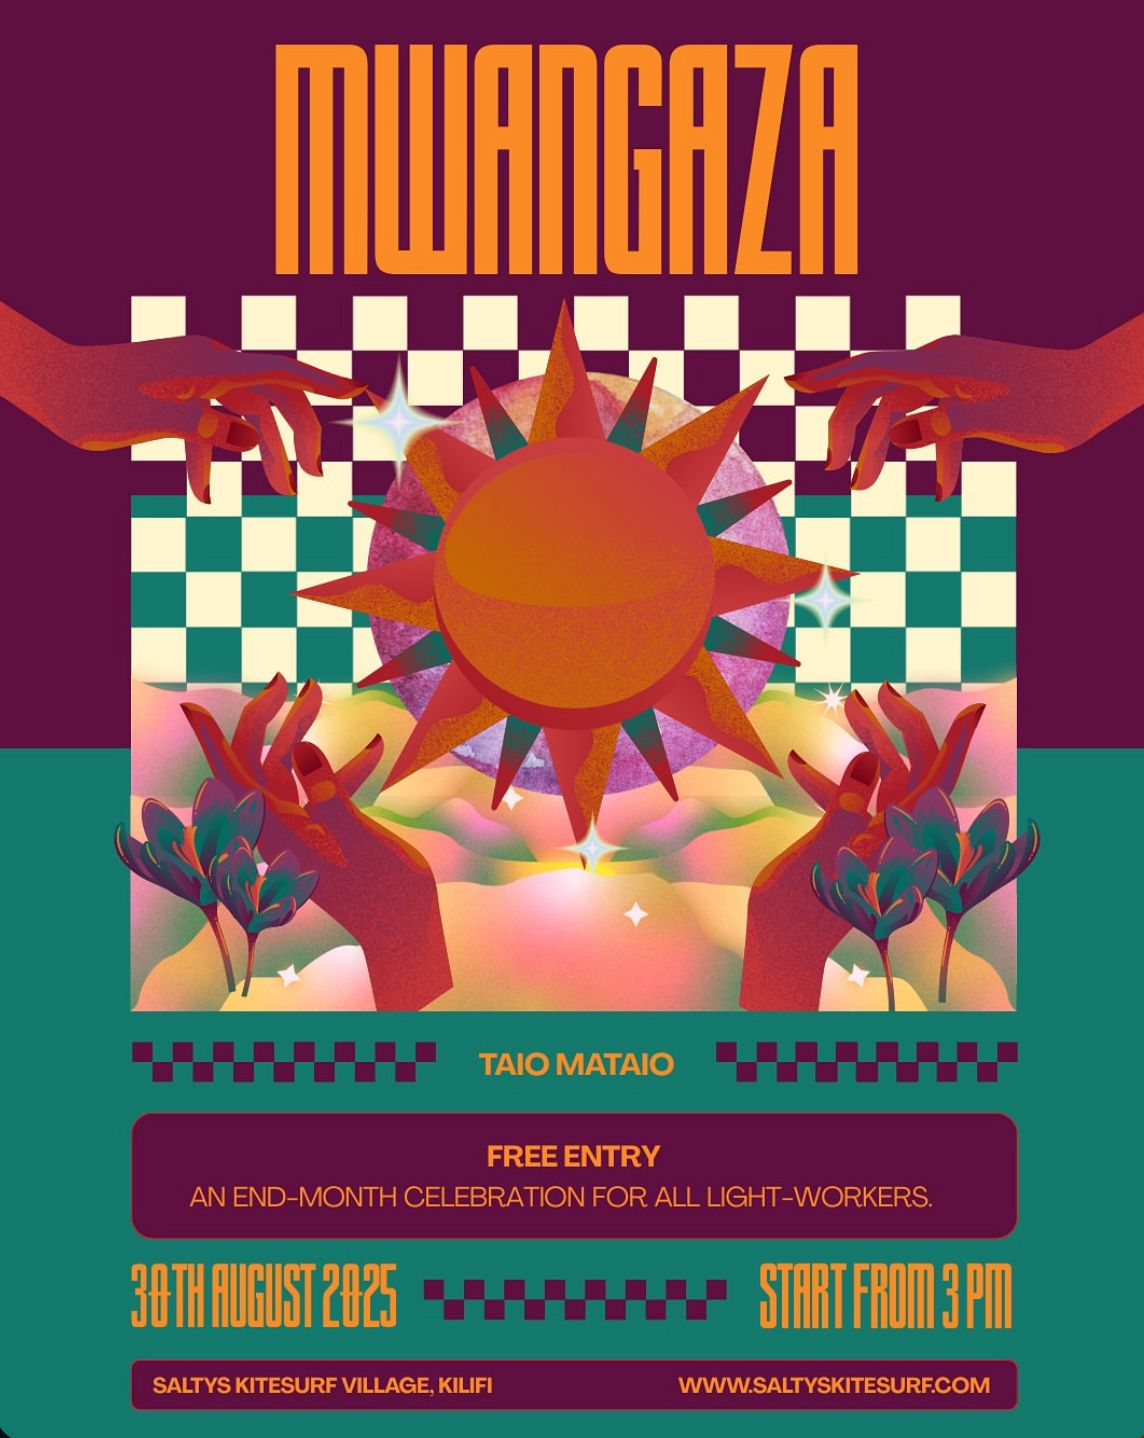 MWANGAZA
TAIO MATAIO
FREE ENTRY
AN END-MONTH CELEBRATION FOR ALL LIGHT-WORKERS.
30TH AUGUST 2025
START FROM 3 PM
SALTYS KITESURF VILLAGE, KILIFI
WWW.SALTYSKITESURF.COM